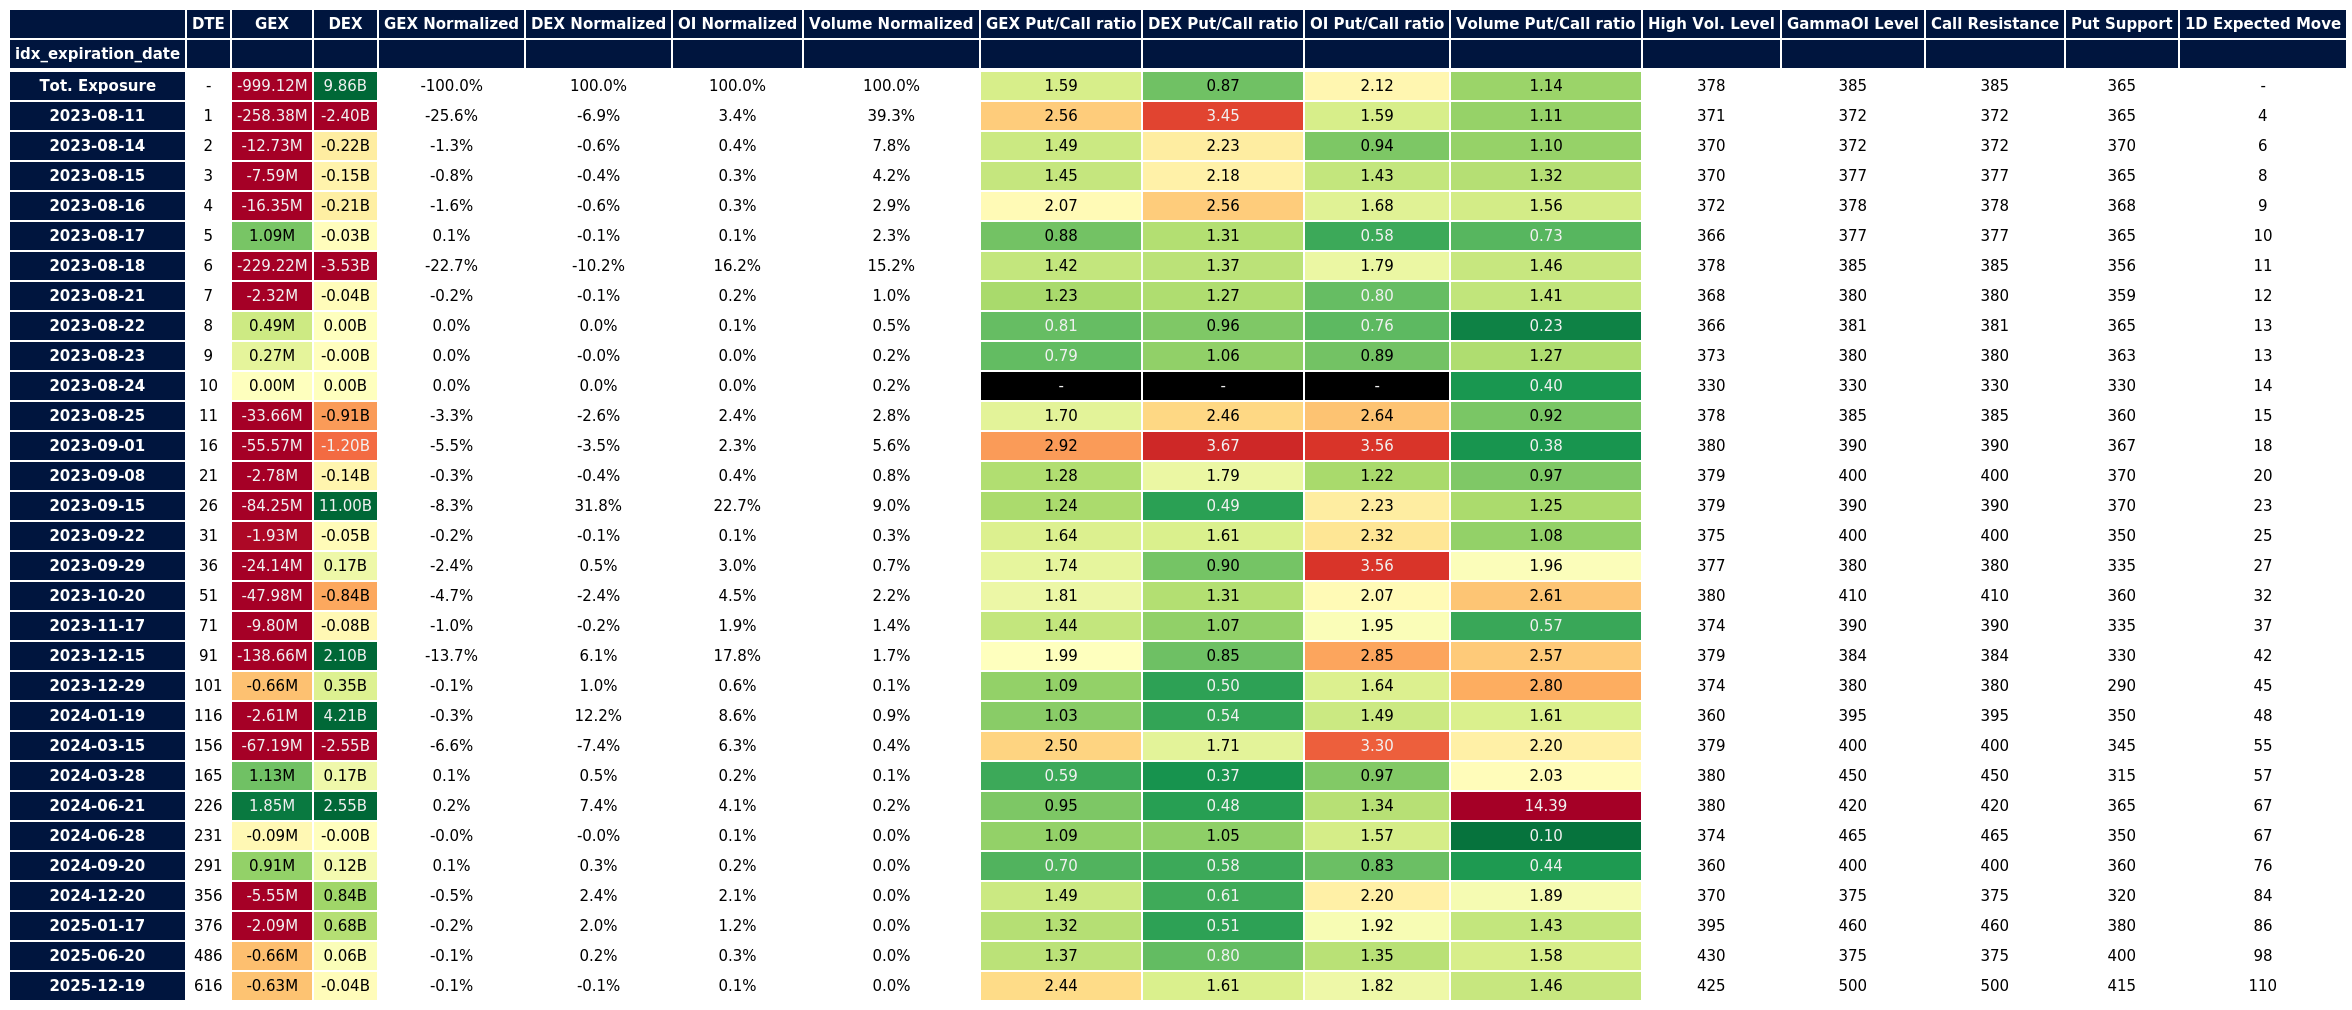 DTE GEX DEX GEX Normalized DEX Normalized OI Normalized Volume Normalized GEX Put/Call ratio DEX Put/Call ratio OI Put/Call ratio Volume Put/Call ratio High Vol. Level GammaOI Level Call Resistance Put Support 1D Expected Move
idx_expiration_date
Tot. Exposure - -999.12M 9.86B -100.0% 100.0% 100.0% 100.0% 1.59 0.87 2.12 1.14 378 385 385 365 -
2023-08-11 1 -258.38M -2.40B -25.6% -6.9% 3.4% 39.3% 2.56 3.45 1.59 1.11 371 372 372 365 4
2023-08-14 2 -12.73M -0.22B -1.3% -0.6% 0.4% 7.8% 1.49 2.23 0.94 1.10 370 372 372 370 6
2023-08-15 3 -7.59M -0.15B -0.8% -0.4% 0.3% 4.2% 1.45 2.18 1.43 1.32 370 377 377 365 8
2023-08-16 4 -16.35M -0.21B -1.6% -0.6% 0.3% 2.9% 2.07 2.56 1.68 1.56 372 378 378 368 9
2023-08-17 5 1.09M -0.03B 0.1% -0.1% 0.1% 2.3% 0.88 1.31 0.58 0.73 366 377 377 365 10
2023-08-18 6 -229.22M -3.53B -22.7% -10.2% 16.2% 15.2% 1.42 1.37 1.79 1.46 378 385 385 356 11
2023-08-21 7 -2.32M -0.04B -0.2% -0.1% 0.2% 1.0% 1.23 1.27 0.80 1.41 368 380 380 359 12
2023-08-22 8 0.49M 0.00B 0.0% 0.0% 0.1% 0.5% 0.81 0.96 0.76 0.23 366 381 381 365 13
2023-08-23 9 0.27M -0.00B 0.0% -0.0% 0.0% 0.2% 0.79 1.06 0.89 1.27 373 380 380 363 13
2023-08-24 10 0.00M 0.00B 0.0% 0.0% 0.0% 0.2% - - - 0.40 330 330 330 330 14
2023-08-25 11 -33.66M -0.91B -3.3% -2.6% 2.4% 2.8% 1.70 2.46 2.64 0.92 378 385 385 360 15
2023-09-01 16 -55.57M -1.20B -5.5% -3.5% 2.3% 5.6% 2.92 3.67 3.56 0.38 380 390 390 367 18
2023-09-08 21 -2.78M -0.14B -0.3% -0.4% 0.4% 0.8% 1.28 1.79 1.22 0.97 379 400 400 370 20
2023-09-15 26 -84.25M 11.00B -8.3% 31.8% 22.7% 9.0% 1.24 0.49 2.23 1.25 379 390 390 370 23
2023-09-22 31 -1.93M -0.05B -0.2% -0.1% 0.1% 0.3% 1.64 1.61 2.32 1.08 375 400 400 350 25
2023-09-29 36 -24.14M 0.17B -2.4% 0.5% 3.0% 0.7% 1.74 0.90 3.56 1.96 377 380 380 335 27
2023-10-20 51 -47.98M -0.84B -4.7% -2.4% 4.5% 2.2% 1.81 1.31 2.07 2.61 380 410 410 360 32
2023-11-17 71 -9.80M -0.08B -1.0% -0.2% 1.9% 1.4% 1.44 1.07 1.95 0.57 374 390 390 335 37
2023-12-15 91 -138.66M 2.10B -13.7% 6.1% 17.8% 1.7% 1.99 0.85 2.85 2.57 379 384 384 330 42
2023-12-29 101 -0.66M 0.35B -0.1% 1.0% 0.6% 0.1% 1.09 0.50 1.64 2.80 374 380 380 290 45
2024-01-19 116 -2.61M 4.21B -0.3% 12.2% 8.6% 0.9% 1.03 0.54 1.49 1.61 360 395 395 350 48
2024-03-15 156 -67.19M -2.55B -6.6% -7.4% 6.3% 0.4% 2.50 1.71 3.30 2.20 379 400 400 345 55
2024-03-28 165 1.13M 0.17B 0.1% 0.5% 0.2% 0.1% 0.59 0.37 0.97 2.03 380 450 450 315 57
2024-06-21 226 1.85M 2.55B 0.2% 7.4% 4.1% 0.2% 0.95 0.48 1.34 14.39 380 420 420 365 67
2024-06-28 231 -0.09M -0.00B -0.0% -0.0% 0.1% 0.0% 1.09 1.05 1.57 0.10 374 465 465 350 67
2024-09-20 291 0.91M 0.12B 0.1% 0.3% 0.2% 0.0% 0.70 0.58 0.83 0.44 360 400 400 360 76
2024-12-20 356 -5.55M 0.84B -0.5% 2.4% 2.1% 0.0% 1.49 0.61 2.20 1.89 370 375 375 320 84
2025-01-17 376 -2.09M 0.68B -0.2% 2.0% 1.2% 0.0% 1.32 0.51 1.92 1.43 395 460 460 380 86
2025-06-20 486 -0.66M 0.06B -0.1% 0.2% 0.3% 0.0% 1.37 0.80 1.35 1.58 430 375 375 400 98
2025-12-19 616 -0.63M -0.04B -0.1% -0.1% 0.1% 0.0% 2.44 1.61 1.82 1.46 425 500 500 415 110